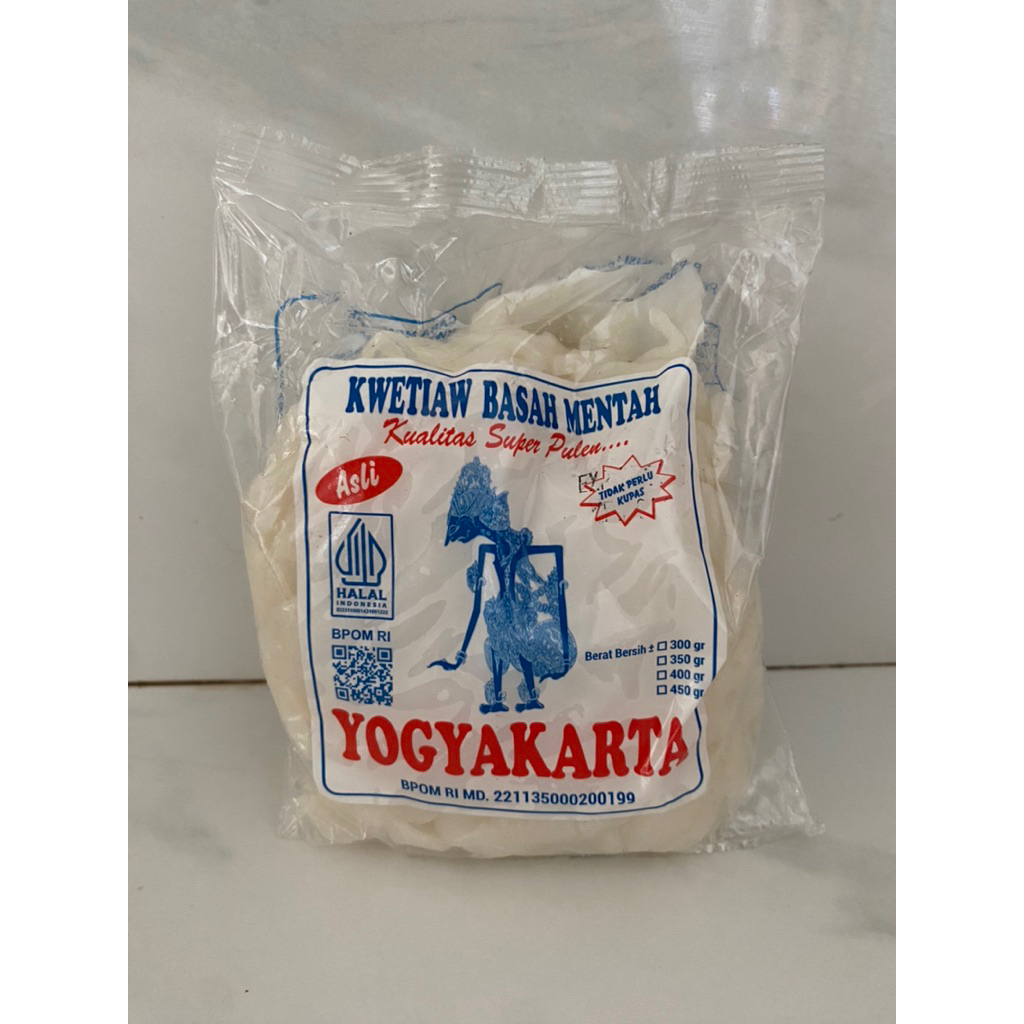 KWETIAW BASAH MENTAH
Kualitas Super Pulen....
Asli
TIDAK PERLU
KUPAS
HALAL
INDONESIA
BPOM RI
Berat Bersih ± 300 gr
350 gr
400 gr
450 gr
YOGYAKARTA
BPOM RI MD. 221135000200199